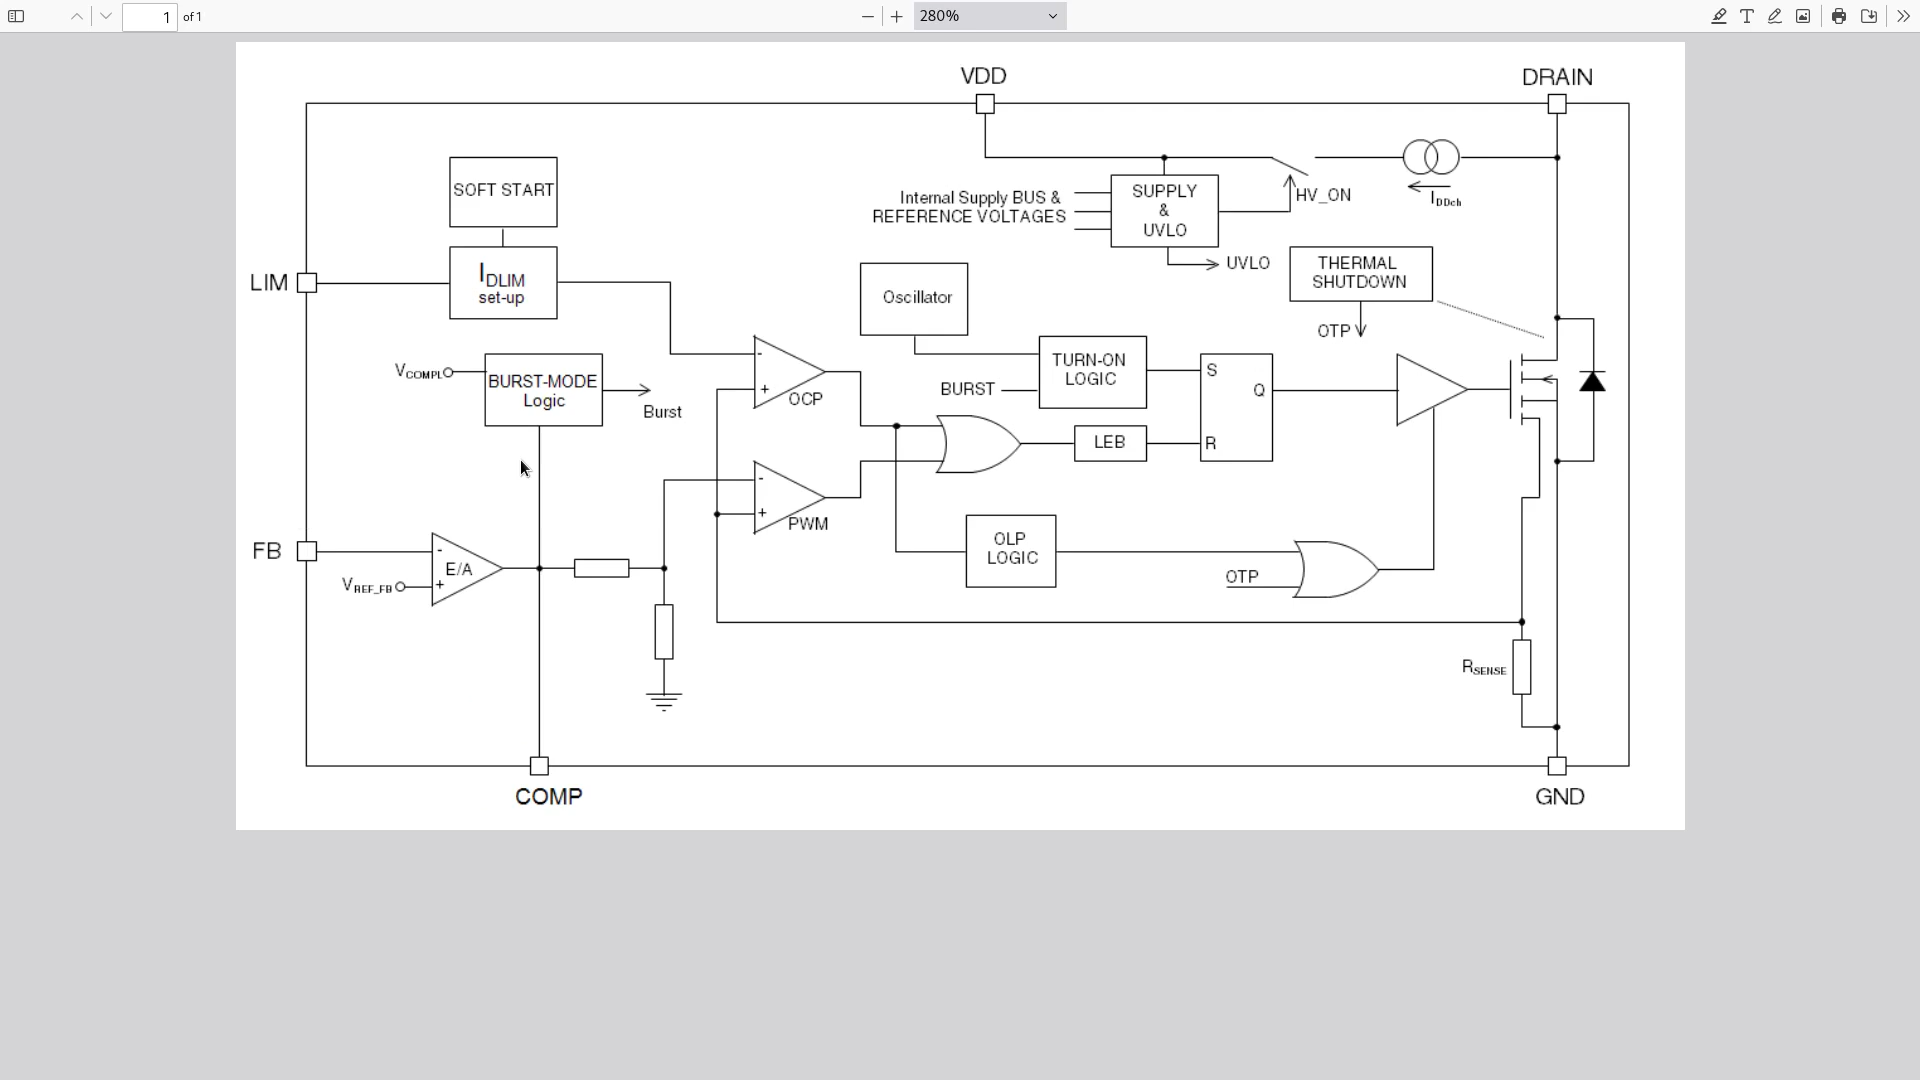 1
of 1
280%
VDD
DRAIN
SOFT START
Internal Supply BUS &
REFERENCE VOLTAGES
SUPPLY
&
UVLO
HV_ON
IDDch
LIM
IDLIM
set-up
Oscillator
UVLO
THERMAL
SHUTDOWN
OTP
VCOMPL
BURST-MODE
Logic
Burst
-
+
OCP
BURST
TURN-ON
LOGIC
S
Q
R
LEB
-
+
PWM
FB
-
E/A
+
VREF_FB
OLP
LOGIC
OTP
RSENSE
COMP
GND